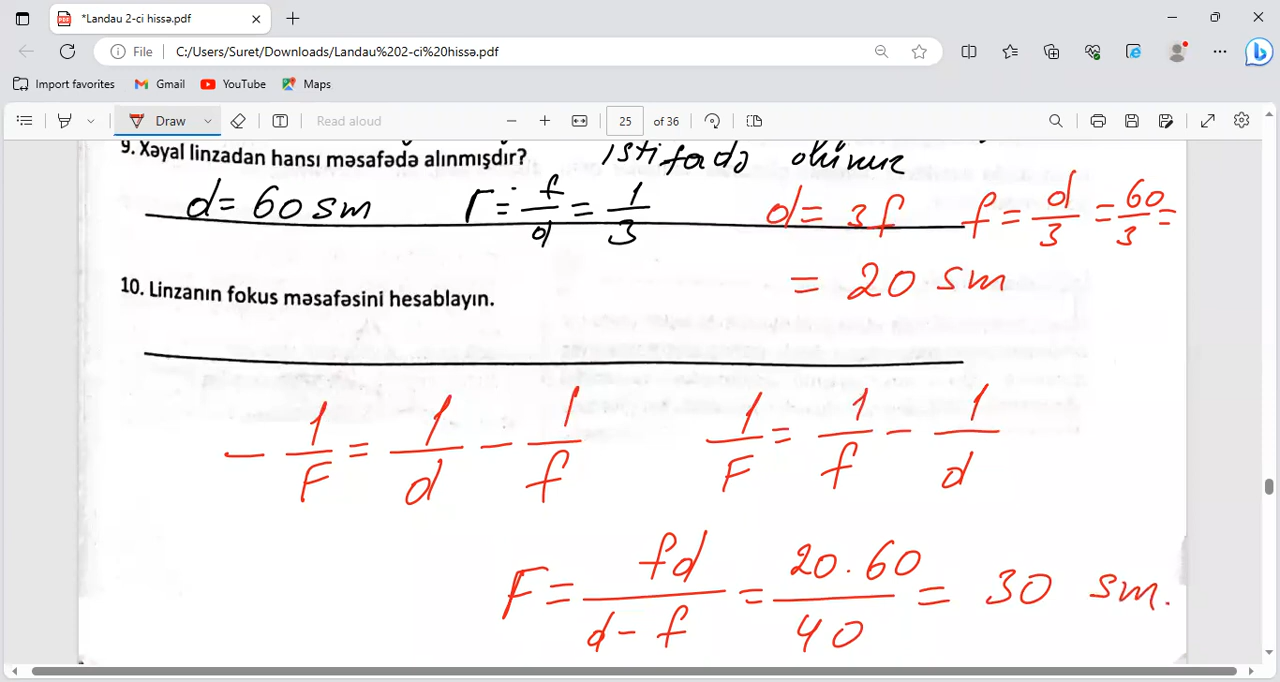 *Landau 2-ci hissə.pdf
File C:/Users/Suret/Downloads/Landau%202-ci%20hissə.pdf
Import favorites Gmail YouTube Maps
Draw Read aloud 25 of 36
9. Xəyal linzadan hansı məsafədə alınmışdır? istifadə olunur
d = 60 sm Γ = f/d = 1/3 d = 3f f = d/3 = 60/3 =
= 20 sm
10. Linzanın fokus məsafəsini hesablayın.
- 1/F = 1/d - 1/f 1/F = 1/f - 1/d
F = fd/(d - f) = 20.60/40 = 30 sm.